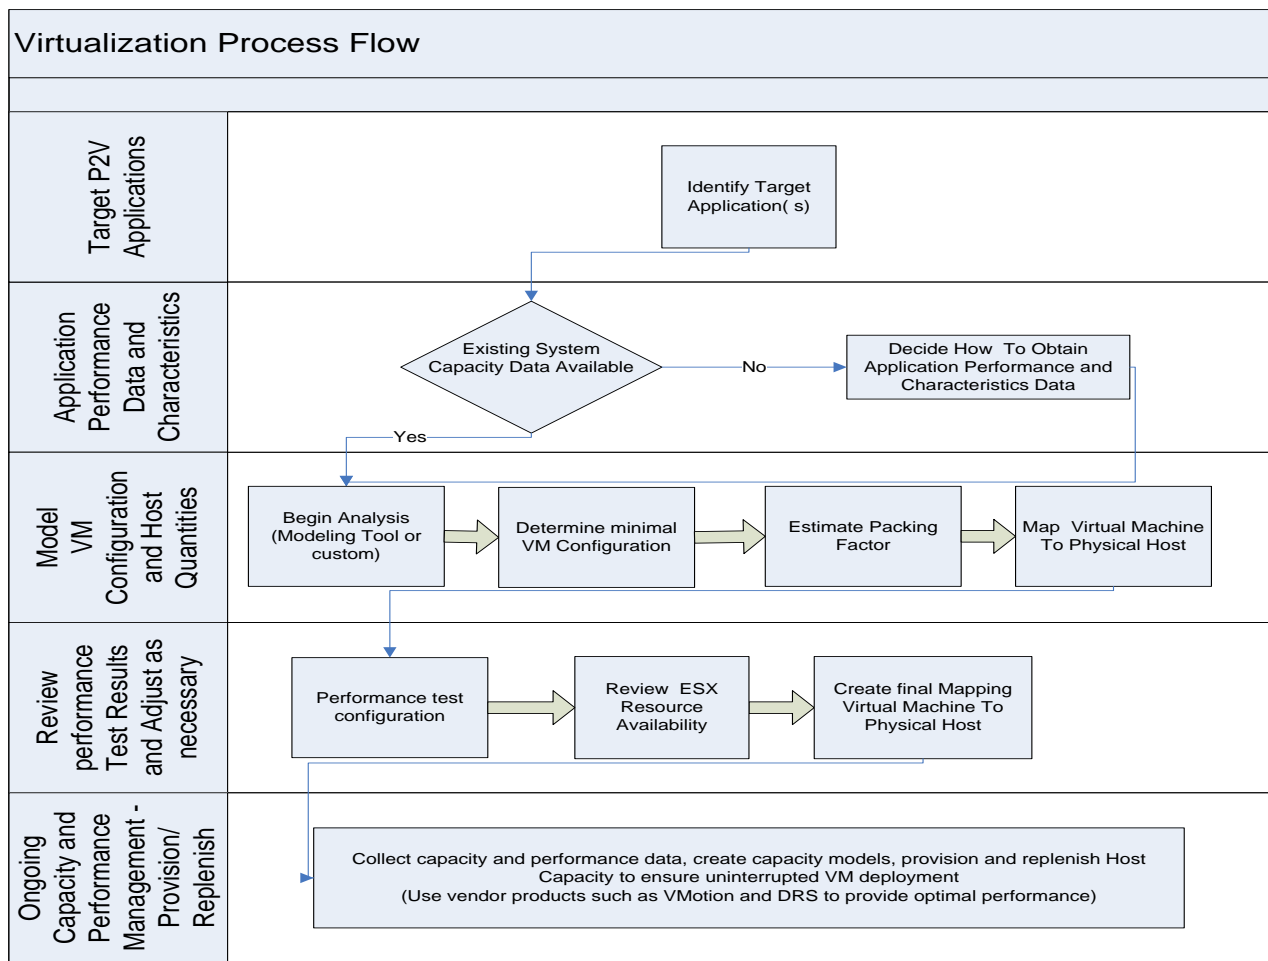 Virtualization Process Flow
Target P2V
Applications
Identify Target
Application( s)
Application
Performance
Data and
Characteristics
Existing System
Capacity Data Available
No
Decide How To Obtain
Application Performance and
Characteristics Data
Yes
Model
VM
Configuration
and Host
Quantities
Begin Analysis
(Modeling Tool or
custom)
Determine minimal
VM Configuration
Estimate Packing
Factor
Map Virtual Machine
To Physical Host
Review
performance
Test Results
and Adjust as
necessary
Performance test
configuration
Review ESX
Resource
Availability
Create final Mapping
Virtual Machine To
Physical Host
Ongoing
Capacity and
Performance
Management -
Provision/
Replenish
Collect capacity and performance data, create capacity models, provision and replenish Host
Capacity to ensure uninterrupted VM deployment
(Use vendor products such as VMotion and DRS to provide optimal performance)